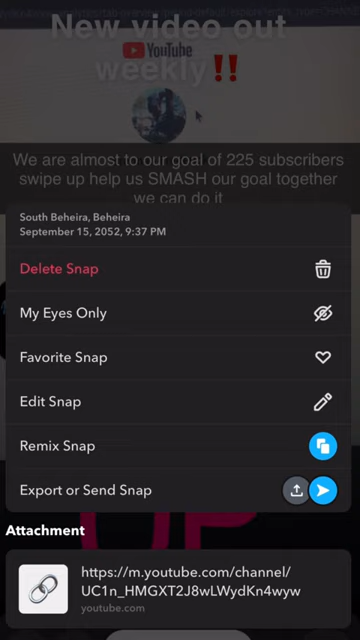 New video out
YouTube
weekly‼️
We are almost to our goal of 225 subscribers
swipe up help us SMASH our goal together
we can do it
South Beheira, Beheira
September 15, 2052, 9:37 PM
Delete Snap
My Eyes Only
Favorite Snap
Edit Snap
Remix Snap
Export or Send Snap
UP
Attachment
https://m.youtube.com/channel/
UC1n_HMGXT2J8wLWydKn4wyw
youtube.com